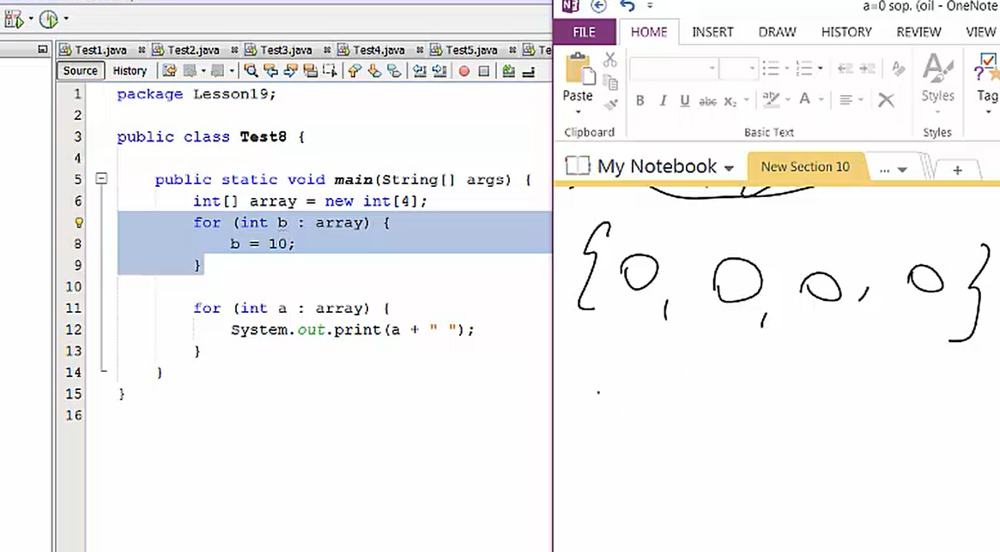 a=0 sop. (oil - OneNote
FILE HOME INSERT DRAW HISTORY REVIEW VIEW
Test1.java Test2.java Test3.java Test4.java Test5.java Te
Source History
Paste
B I U abc X₂ A
Styles Tag
Clipboard Basic Text Styles
My Notebook New Section 10 ... +
1 package Lesson19;
2
3 public class Test8 {
4
5 public static void main(String[] args) {
6 int[] array = new int[4];
for (int b : array) {
8 b = 10;
9 }
10
11 for (int a : array) {
12 System.out.print(a + " ");
13 }
14 }
15 }
16
{0, 0, 0, 0}